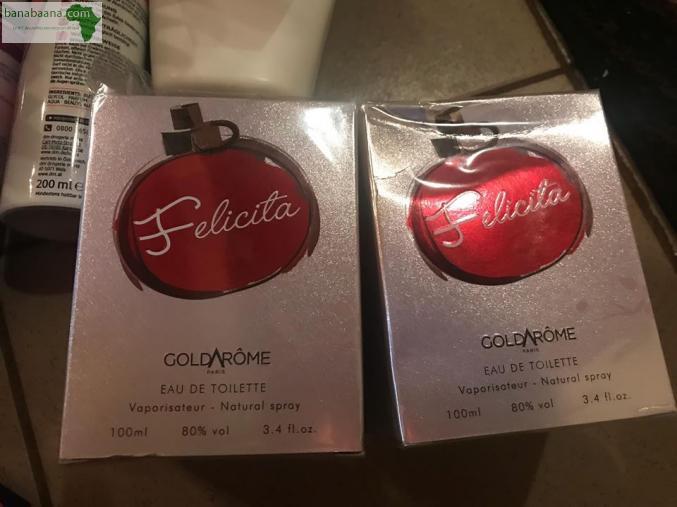 banabaana.com
0800
200 ml e
Felicita
GOLDARÔME
PARIS
EAU DE TOILETTE
Vaporisateur - Natural spray
100ml 80% vol 3.4 fl.oz.
Felicita
GOLDARÔME
PARIS
EAU DE TOILETTE
Vaporisateur - Natural spray
100ml 80% vol 3.4 fl.oz.